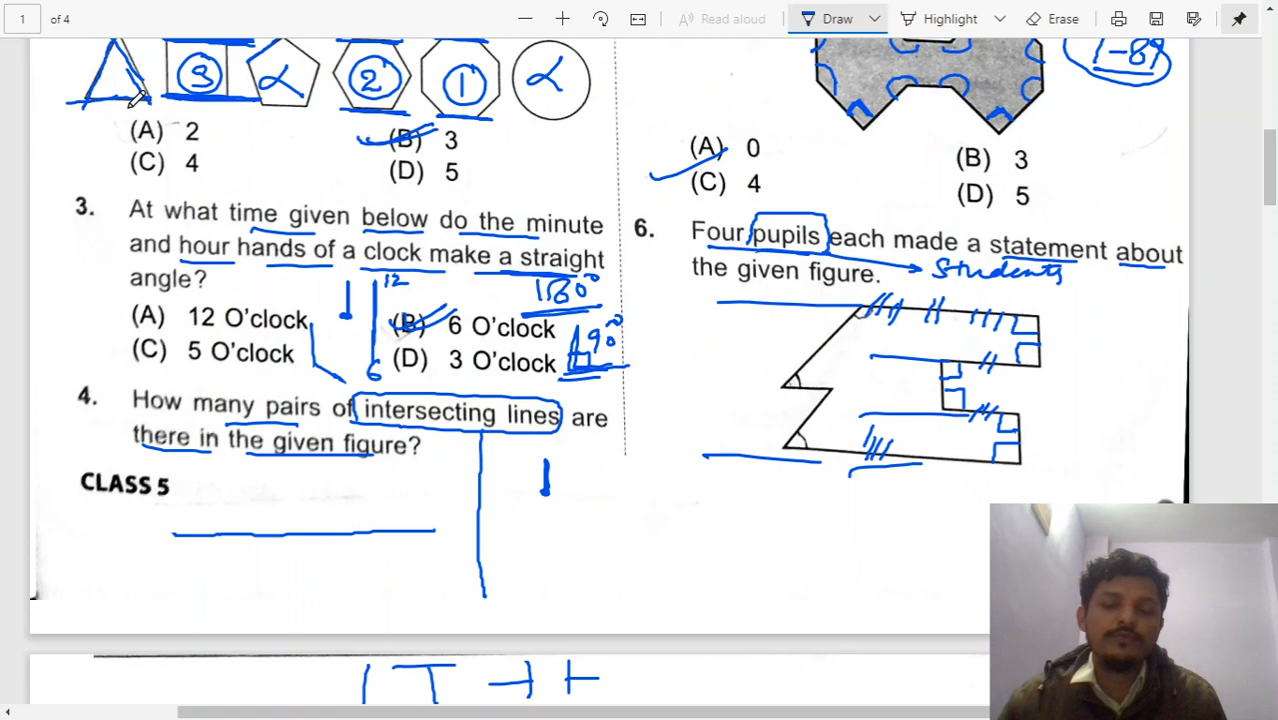 1
of 4
Read aloud
Draw
Highlight
Erase
3
α
2
1
α
(A) 2
(B) 3
(C) 4
(D) 5
3. At what time given below do the minute
and hour hands of a clock make a straight
angle?
12
180°
(A) 12 O'clock
(B) 6 O'clock
90°
(C) 5 O'clock
6
(D) 3 O'clock
4. How many pairs of intersecting lines are
there in the given figure?
CLASS 5
(A) 0
(B) 3
(C) 4
(D) 5
6. Four pupils each made a statement about
the given figure.
Students